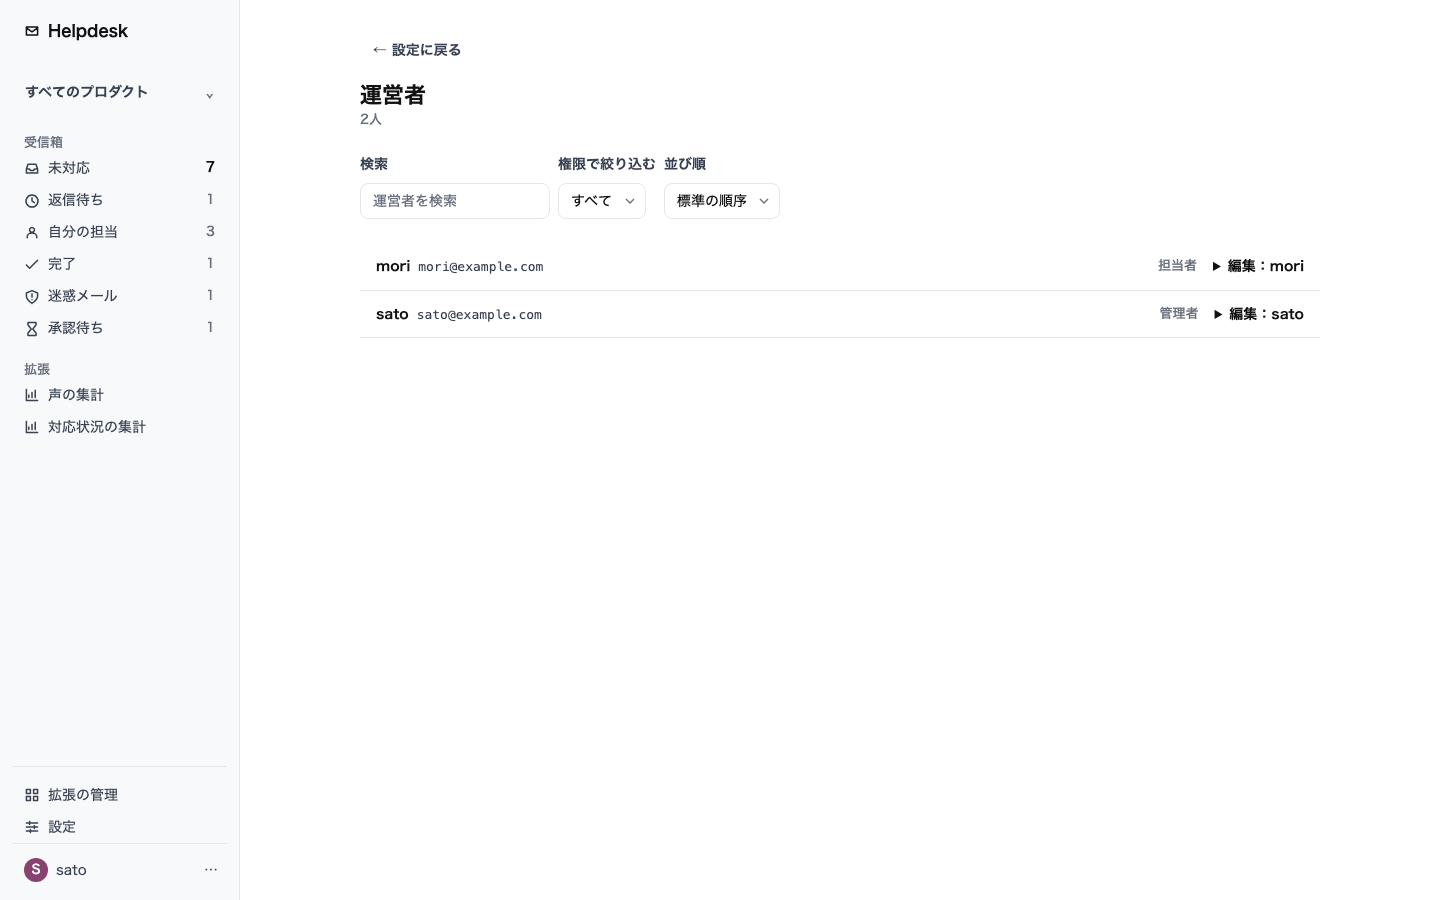 Helpdesk
すべてのプロダクト
受信箱
未対応 7
返信待ち 1
自分の担当 3
完了 1
迷惑メール 1
承認待ち 1
拡張
声の集計
対応状況の集計
拡張の管理
設定
S sato …
← 設定に戻る
運営者
2人
検索 権限で絞り込む 並び順
運営者を検索 すべて 標準の順序
mori mori@example.com 担当者 ▶ 編集：mori
sato sato@example.com 管理者 ▶ 編集：sato